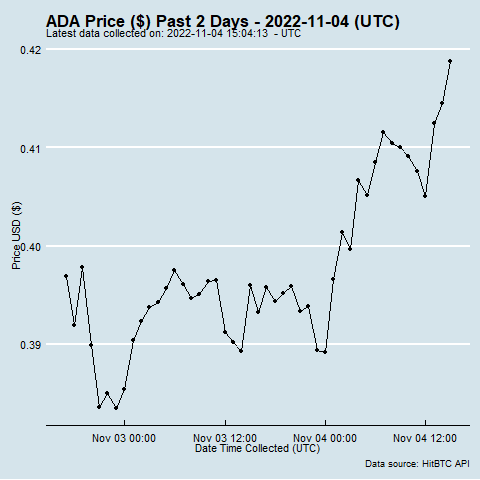 ADA Price ($) Past 2 Days - 2022-11-04 (UTC)
Latest data collected on: 2022-11-04 15:04:13  - UTC
0.42
0.41
0.40
0.39
Price USD ($)
Nov 03 00:00
Nov 03 12:00
Nov 04 00:00
Nov 04 12:00
Date Time Collected (UTC)
Data source: HitBTC API